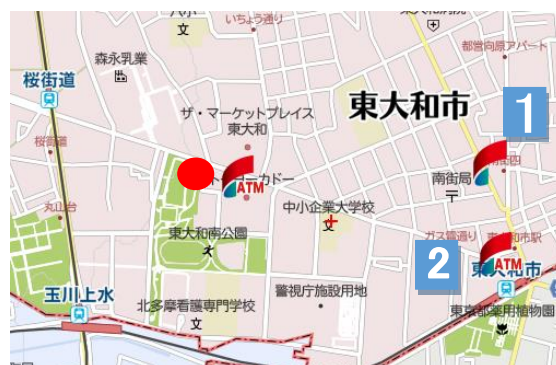 いちょう通り
都営向原アパート
森永乳業
桜街道
ザ・マーケットプレイス
東大和
東大和市
1
桜街道
南街局
ヨーカドー
ATM
中小企業大学校
丸山台
ガス管通り
東大和市駅
東大和南公園
2
ATM
東大和市
玉川上水
警視庁施設用地
北多摩看護専門学校
東京都薬用植物園